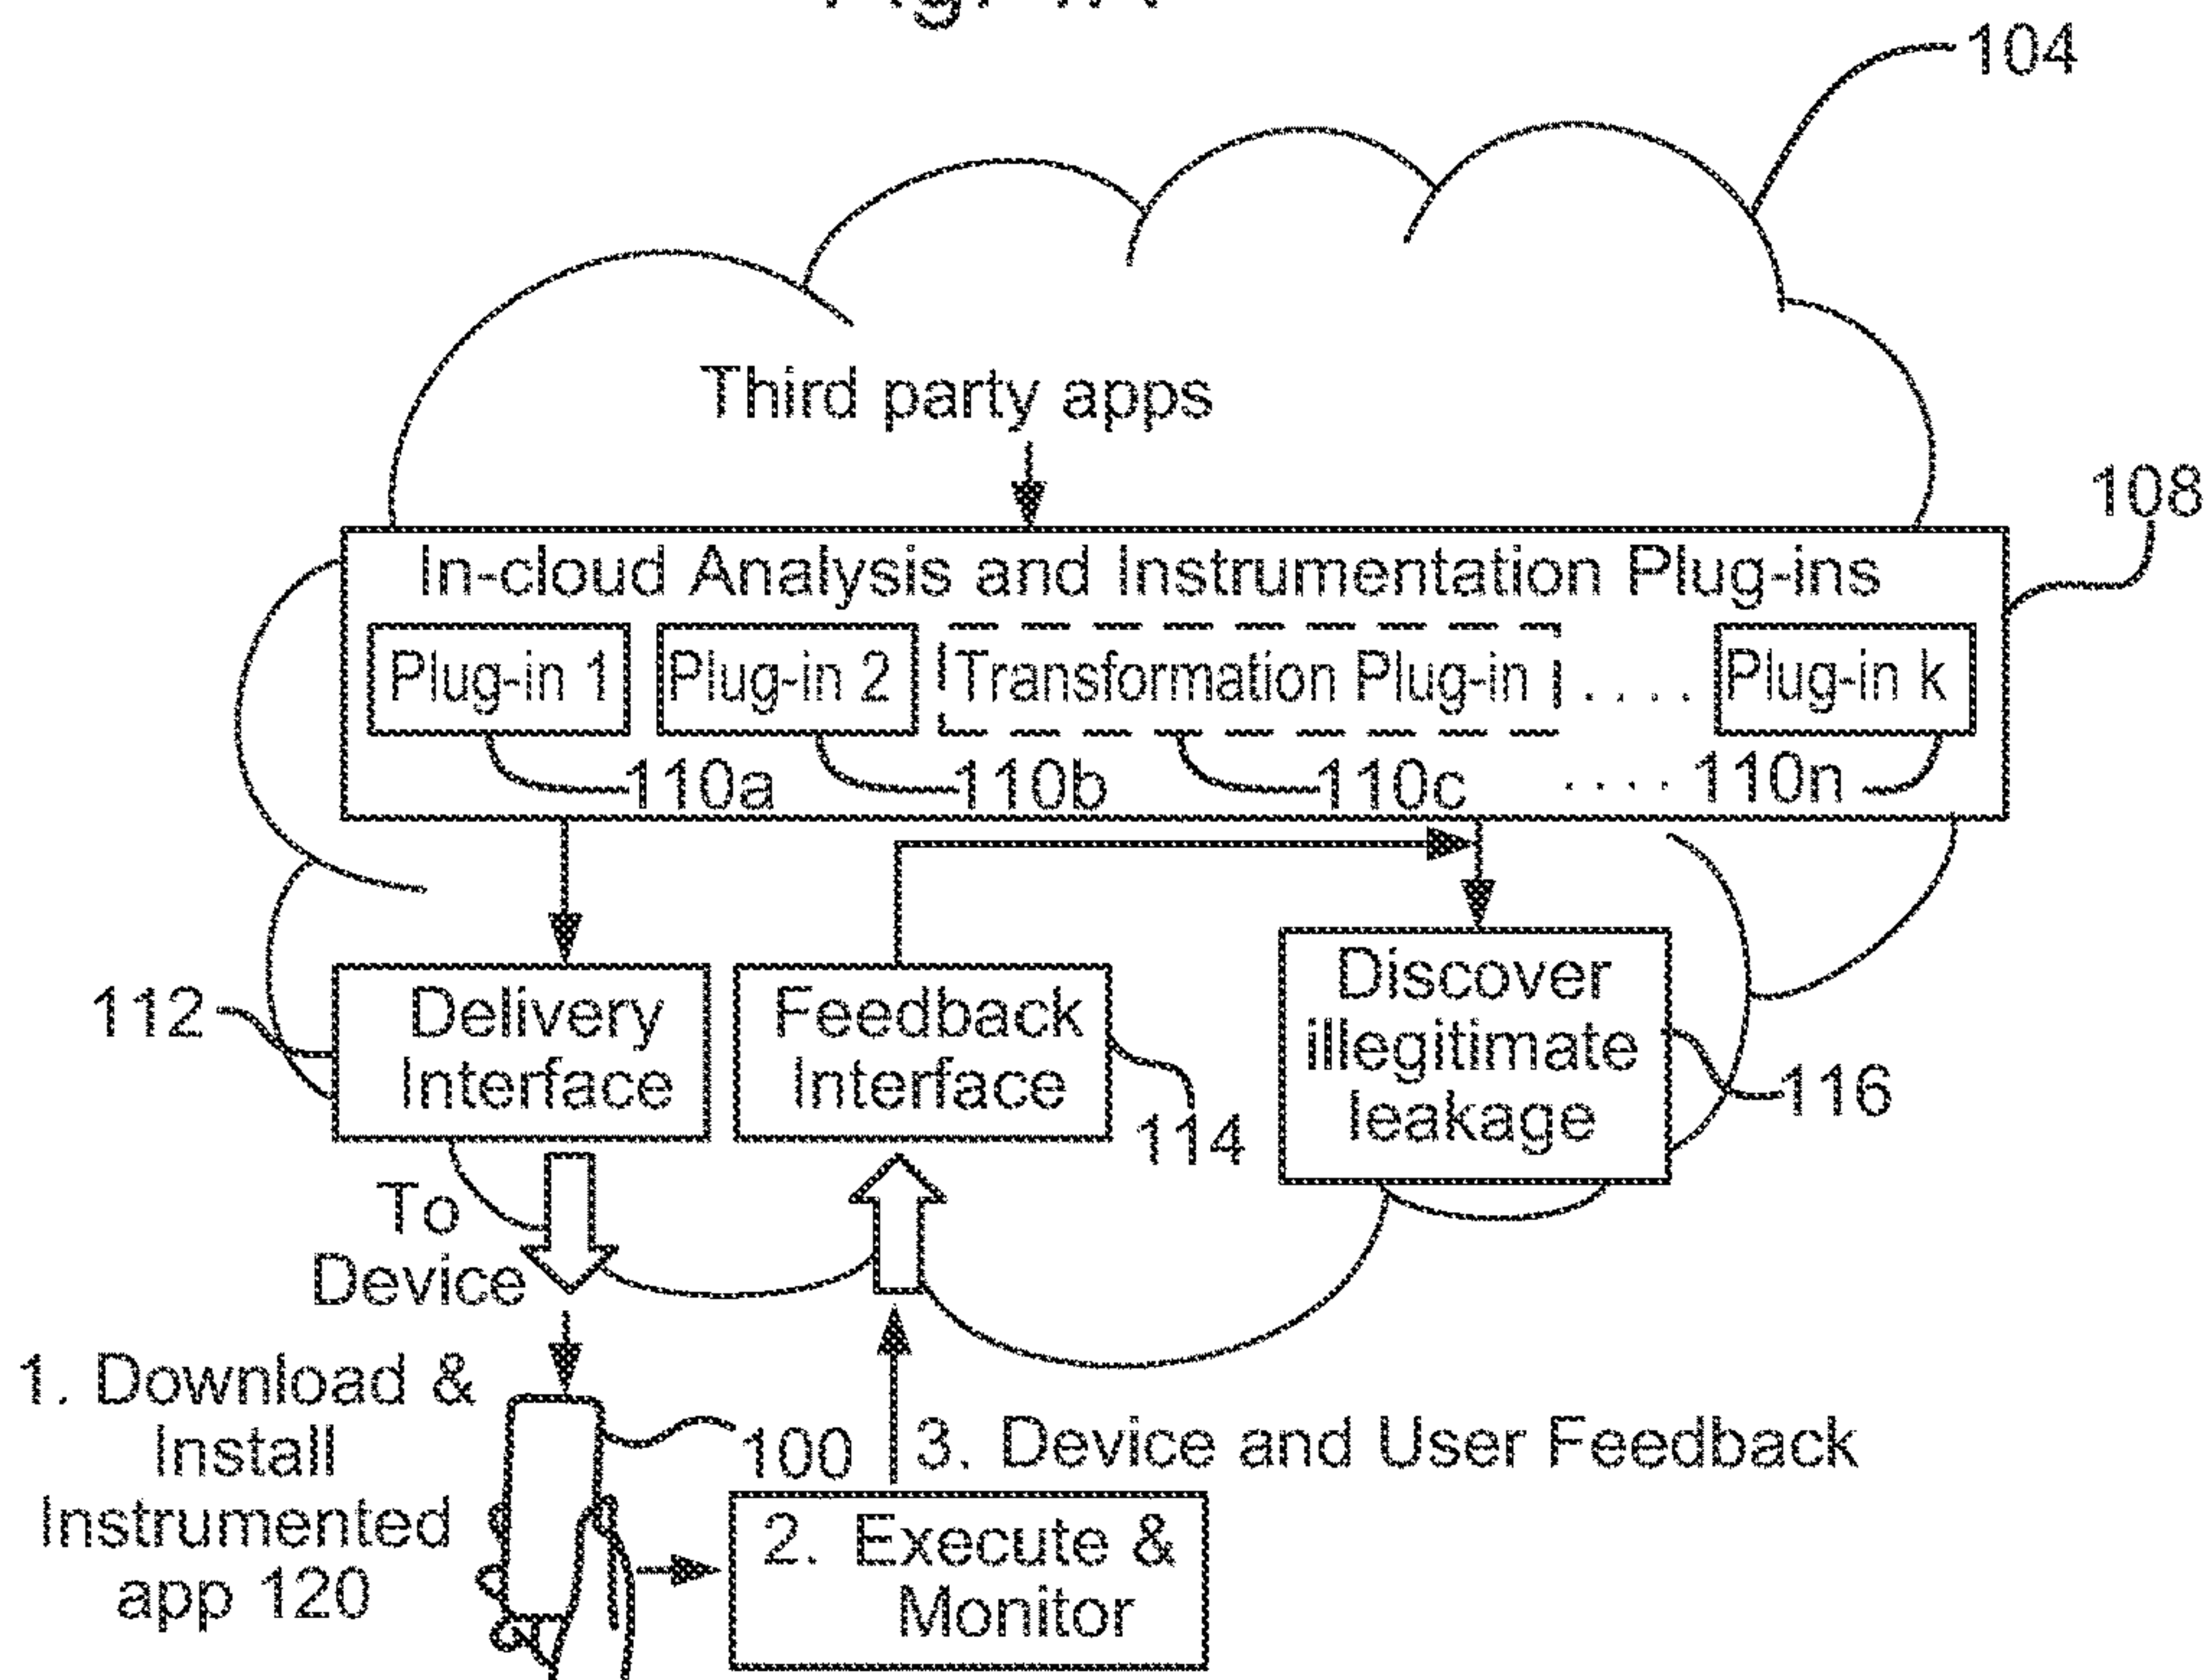 104
Third party apps
108
In-cloud Analysis and Instrumentation Plug-ins
Plug-in 1 Plug-in 2 Transformation Plug-in . . . . Plug-in k
110a 110b 110c . . . . 110n
112
Delivery
Interface
Feedback
Interface
114
Discover
illegitimate
leakage
116
To
Device
1. Download &
Install
Instrumented
app 120
100
3. Device and User Feedback
2. Execute &
Monitor